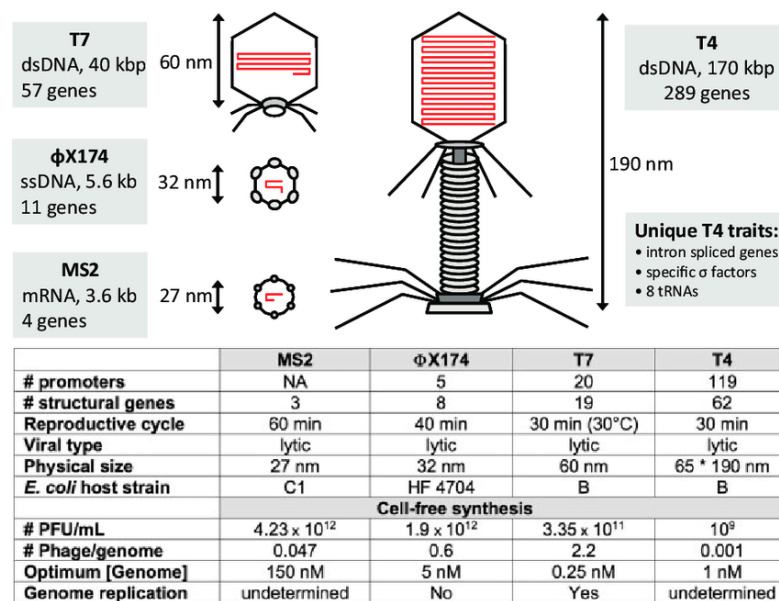 T7
dsDNA, 40 kbp
57 genes
60 nm
T4
dsDNA, 170 kbp
289 genes
ϕX174
ssDNA, 5.6 kb
11 genes
32 nm
190 nm
MS2
mRNA, 3.6 kb
4 genes
27 nm
Unique T4 traits:
• intron spliced genes
• specific σ factors
• 8 tRNAs
MS2 ΦX174 T7 T4
# promoters NA 5 20 119
# structural genes 3 8 19 62
Reproductive cycle 60 min 40 min 30 min (30°C) 30 min
Viral type lytic lytic lytic lytic
Physical size 27 nm 32 nm 60 nm 65 * 190 nm
E. coli host strain C1 HF 4704 B B
Cell-free synthesis
# PFU/mL 4.23 x 10¹² 1.9 x 10¹² 3.35 x 10¹¹ 10⁹
# Phage/genome 0.047 0.6 2.2 0.001
Optimum [Genome] 150 nM 5 nM 0.25 nM 1 nM
Genome replication undetermined No Yes undetermined